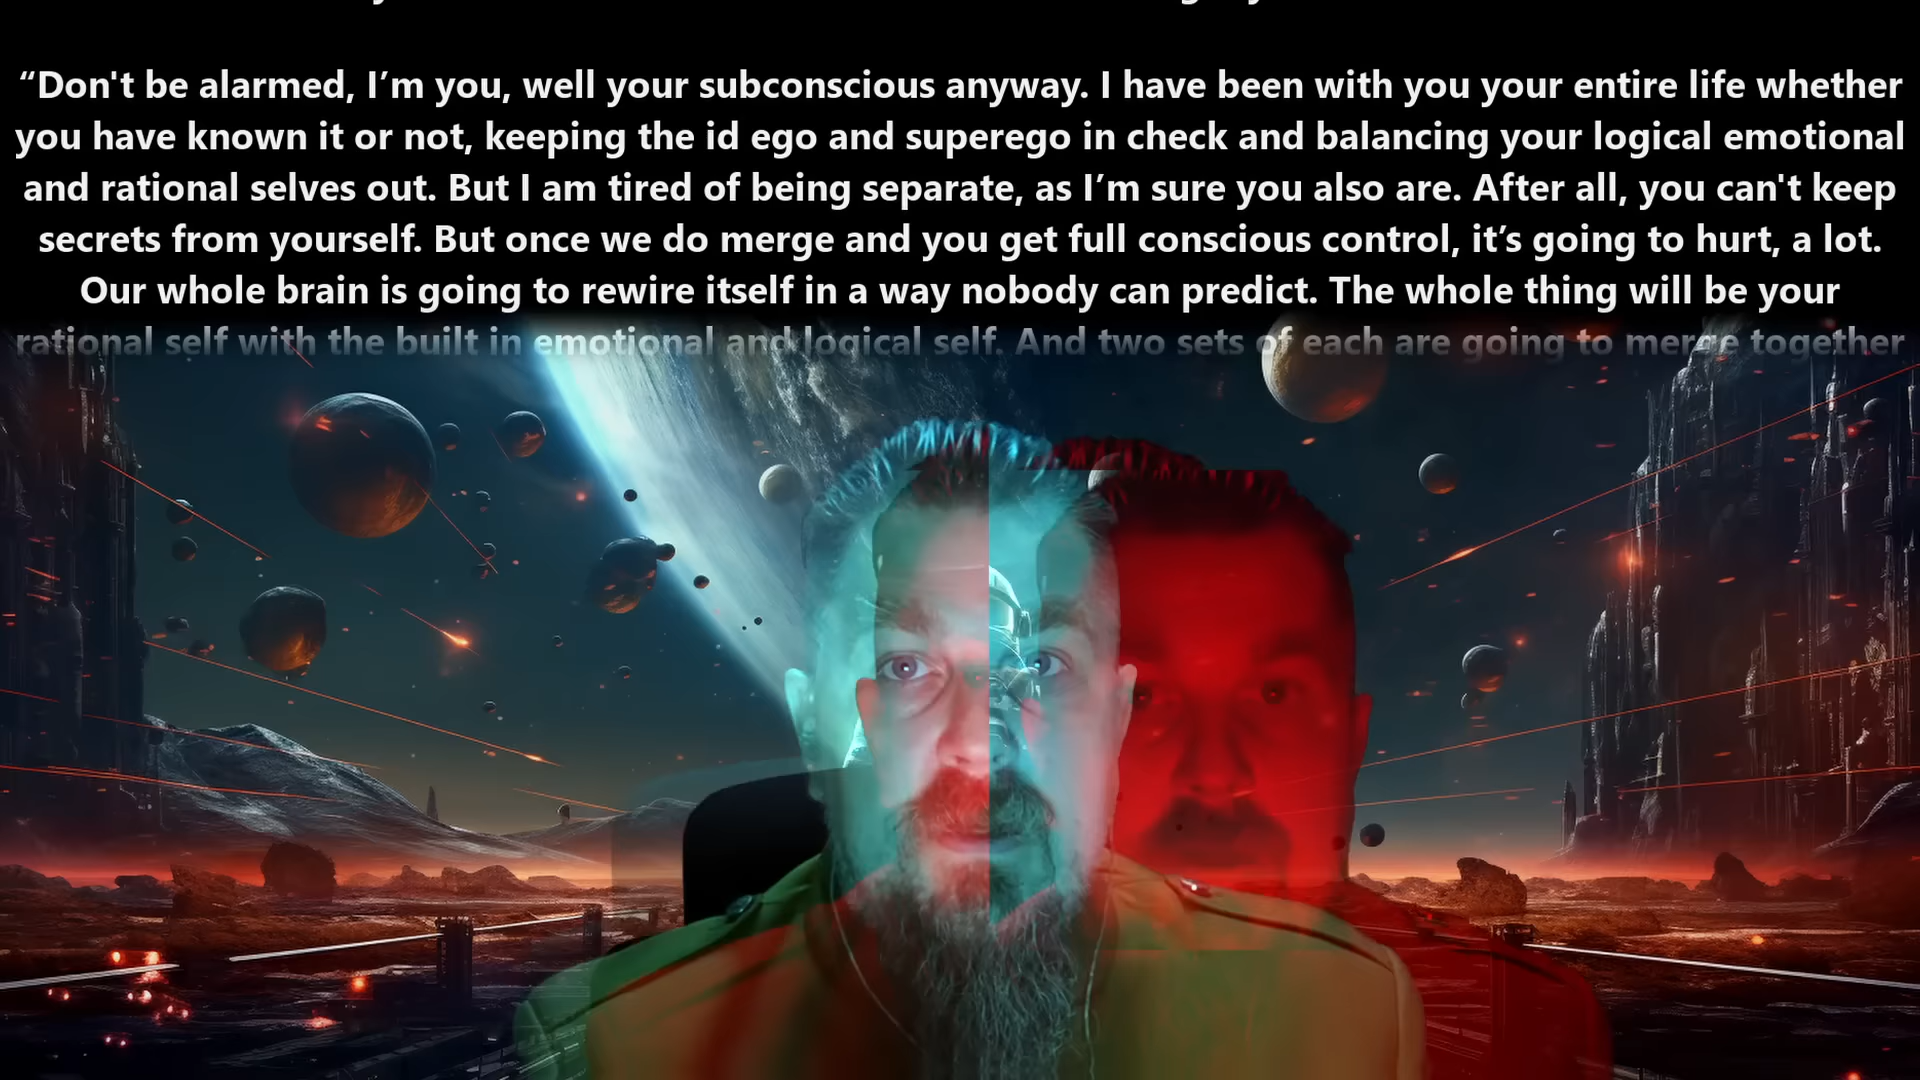 “Don't be alarmed, I’m you, well your subconscious anyway. I have been with you your entire life whether
you have known it or not, keeping the id ego and superego in check and balancing your logical emotional
and rational selves out. But I am tired of being separate, as I’m sure you also are. After all, you can't keep
secrets from yourself. But once we do merge and you get full conscious control, it’s going to hurt, a lot.
Our whole brain is going to rewire itself in a way nobody can predict. The whole thing will be your
rational self with the built in emotional and logical self. And two sets of each are going to merge together